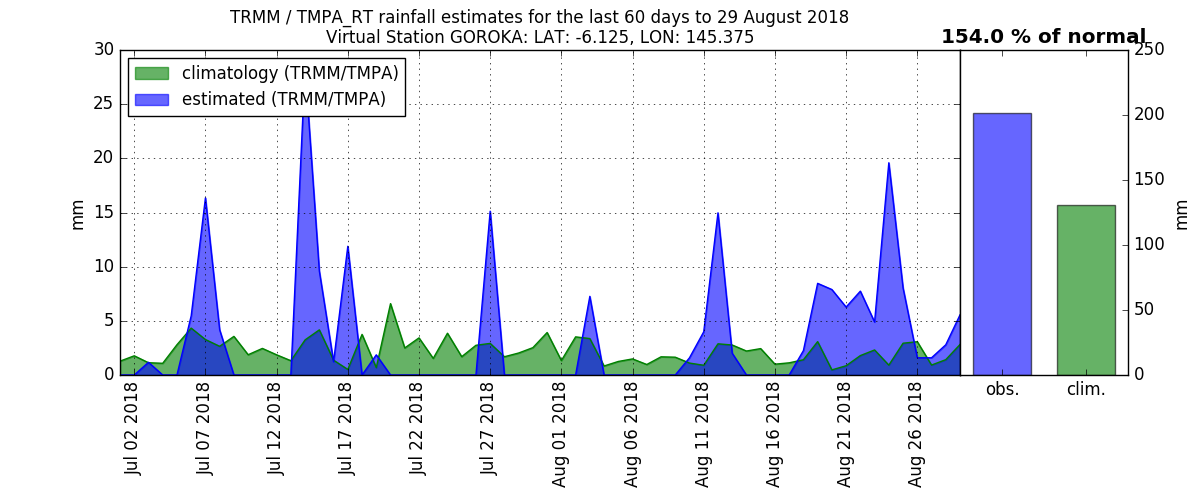 TRMM / TMPA_RT rainfall estimates for the last 60 days to 29 August 2018
Virtual Station GOROKA: LAT: -6.125, LON: 145.375
154.0 % of normal
climatology (TRMM/TMPA)
estimated (TRMM/TMPA)
30
25
20
15
10
5
0
mm
Jul 02 2018
Jul 07 2018
Jul 12 2018
Jul 17 2018
Jul 22 2018
Jul 27 2018
Aug 01 2018
Aug 06 2018
Aug 11 2018
Aug 16 2018
Aug 21 2018
Aug 26 2018
obs.
clim.
250
200
150
100
50
0
mm